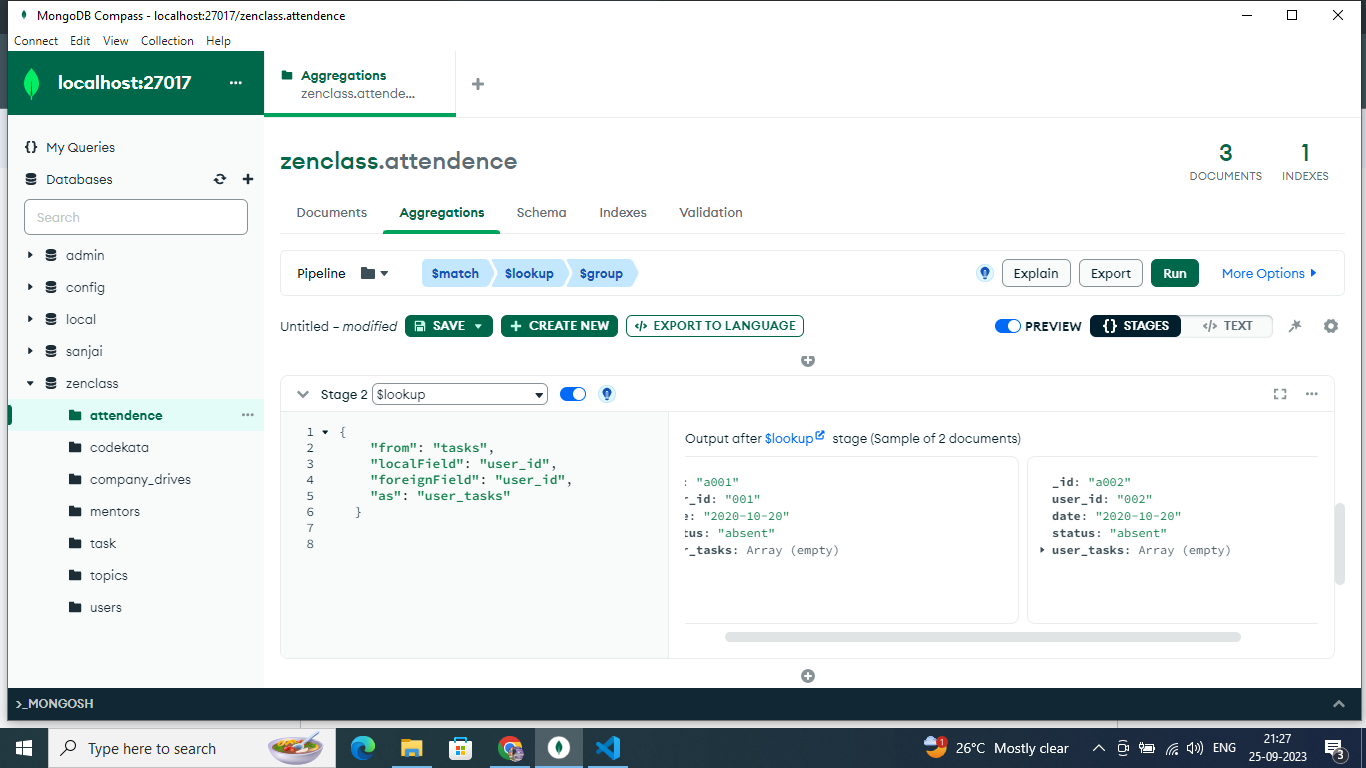 MongoDB Compass - localhost:27017/zenclass.attendence
Connect Edit View Collection Help
localhost:27017 ...
Aggregations
zenclass.attende...
My Queries
Databases
Search
admin
config
local
sanjai
zenclass
attendence
codekata
company_drives
mentors
task
topics
users
zenclass.attendence
3
DOCUMENTS
1
INDEXES
Documents Aggregations Schema Indexes Validation
Pipeline $match $lookup $group Explain Export Run More Options
Untitled – modified SAVE + CREATE NEW </> EXPORT TO LANGUAGE PREVIEW {} STAGES </> TEXT
Stage 2 $lookup
1 {
2 "from": "tasks",
3 "localField": "user_id",
4 "foreignField": "user_id",
5 "as": "user_tasks"
6 }
7
8
Output after $lookup stage (Sample of 2 documents)
: "a001"
r_id: "001"
e: "2020-10-20"
tus: "absent"
r_tasks: Array (empty)
_id: "a002"
user_id: "002"
date: "2020-10-20"
status: "absent"
user_tasks: Array (empty)
>_MONGOSH
Type here to search
1
26°C Mostly clear
ENG
21:27
25-09-2023
3